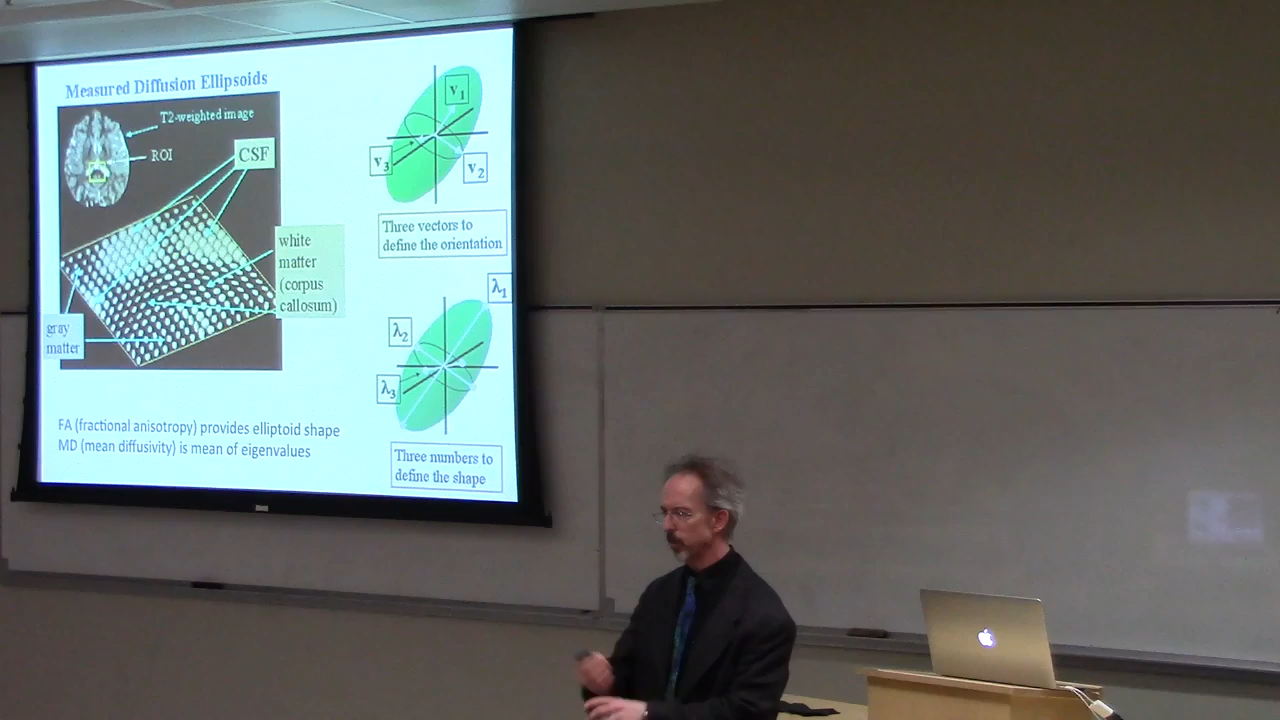 Measured Diffusion Ellipsoids
T2-weighted image
ROI
CSF
white
matter
(corpus
callosum)
gray
matter
FA (fractional anisotropy) provides elliptoid shape
MD (mean diffusivity) is mean of eigenvalues
v₁
v₃
v₂
Three vectors to
define the orientation
λ₁
λ₂
λ₃
Three numbers to
define the shape